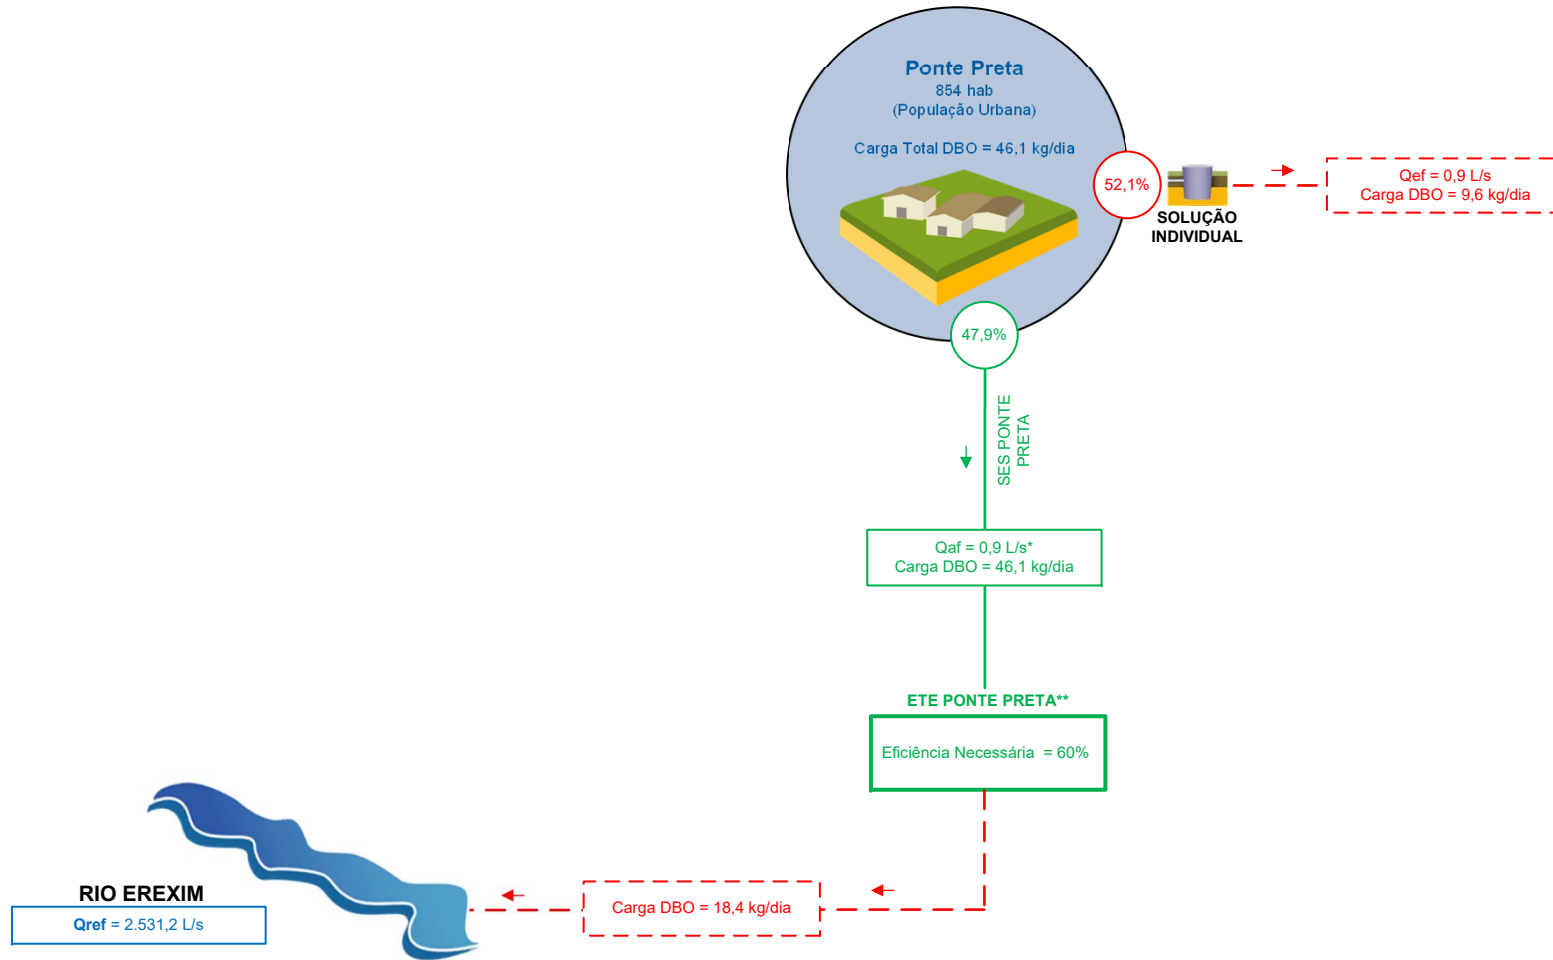 Ponte Preta
854 hab
(População Urbana)
Carga Total DBO = 46,1 kg/dia
52,1%
SOLUÇÃO
INDIVIDUAL
Qef = 0,9 L/s
Carga DBO = 9,6 kg/dia
47,9%
SES PONTE
PRETA
Qaf = 0,9 L/s*
Carga DBO = 46,1 kg/dia
ETE PONTE PRETA**
Eficiência Necessária = 60%
Carga DBO = 18,4 kg/dia
RIO EREXIM
Qref = 2.531,2 L/s